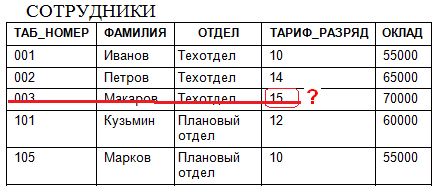 СОТРУДНИКИ
ТАБ_НОМЕР ФАМИЛИЯ ОТДЕЛ ТАРИФ_РАЗРЯД ОКЛАД
001 Иванов Техотдел 10 55000
002 Петров Техотдел 14 65000
003 Макаров Техотдел 15 ? 70000
101 Кузьмин Плановый отдел 12 60000
105 Марков Плановый отдел 10 55000